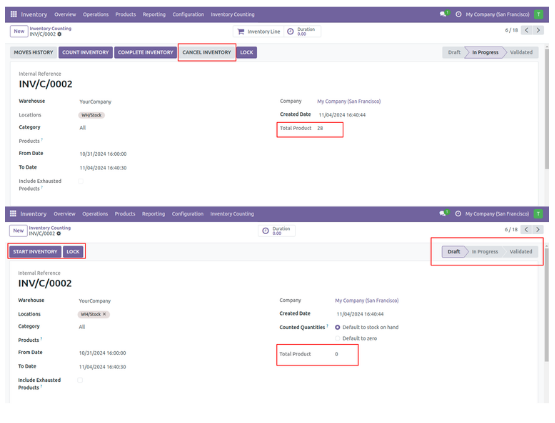 Inventory Overview Operations Products Reporting Configuration Inventory Counting My Company (San Francisco) T
New Inventory Counting Inventory Line Duration 6 / 18
INV/C/0002 0.00
MOVES HISTORY COUNT INVENTORY COMPLETE INVENTORY CANCEL INVENTORY LOCK Draft In Progress Validated
Internal Reference
INV/C/0002
Warehouse YourCompany Company My Company (San Francisco)
Locations WH/Stock Created Date 11/04/2024 16:40:44
Category All Total Product 28
Products ?
From Date 10/31/2024 16:00:00
To Date 11/04/2024 16:40:30
Include Exhausted
Products ?
Inventory Overview Operations Products Reporting Configuration Inventory Counting My Company (San Francisco) T
New Inventory Counting Duration 6 / 18
INV/C/0002 0.00
START INVENTORY LOCK Draft In Progress Validated
Internal Reference
INV/C/0002
Warehouse YourCompany Company My Company (San Francisco)
Locations WH/Stock × Created Date 11/04/2024 16:40:44
Category All Counted Quantities ? Default to stock on hand
Products ? Default to zero
From Date 10/31/2024 16:00:00 Total Product 0
To Date 11/04/2024 16:40:30
Include Exhausted
Products ?